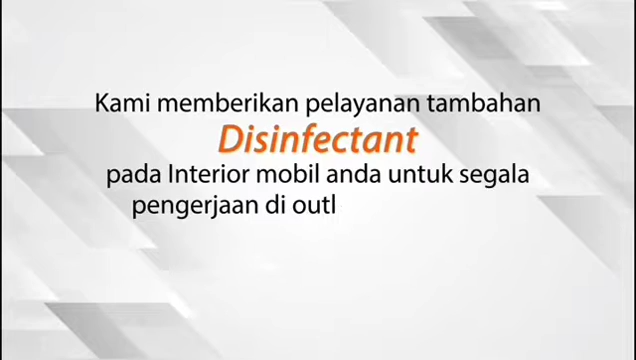 Kami memberikan pelayanan tambahan
Disinfectant
pada Interior mobil anda untuk segala
pengerjaan di outl